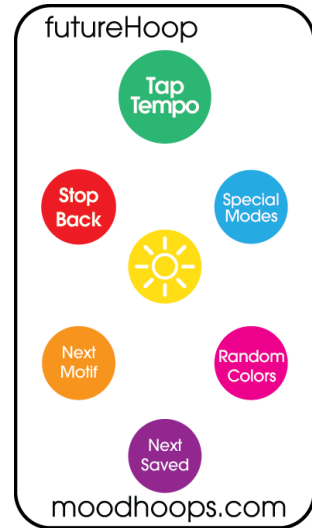 futureHoop
Tap
Tempo
Stop
Back
Special
Modes
Next
Motif
Random
Colors
Next
Saved
moodhoops.com